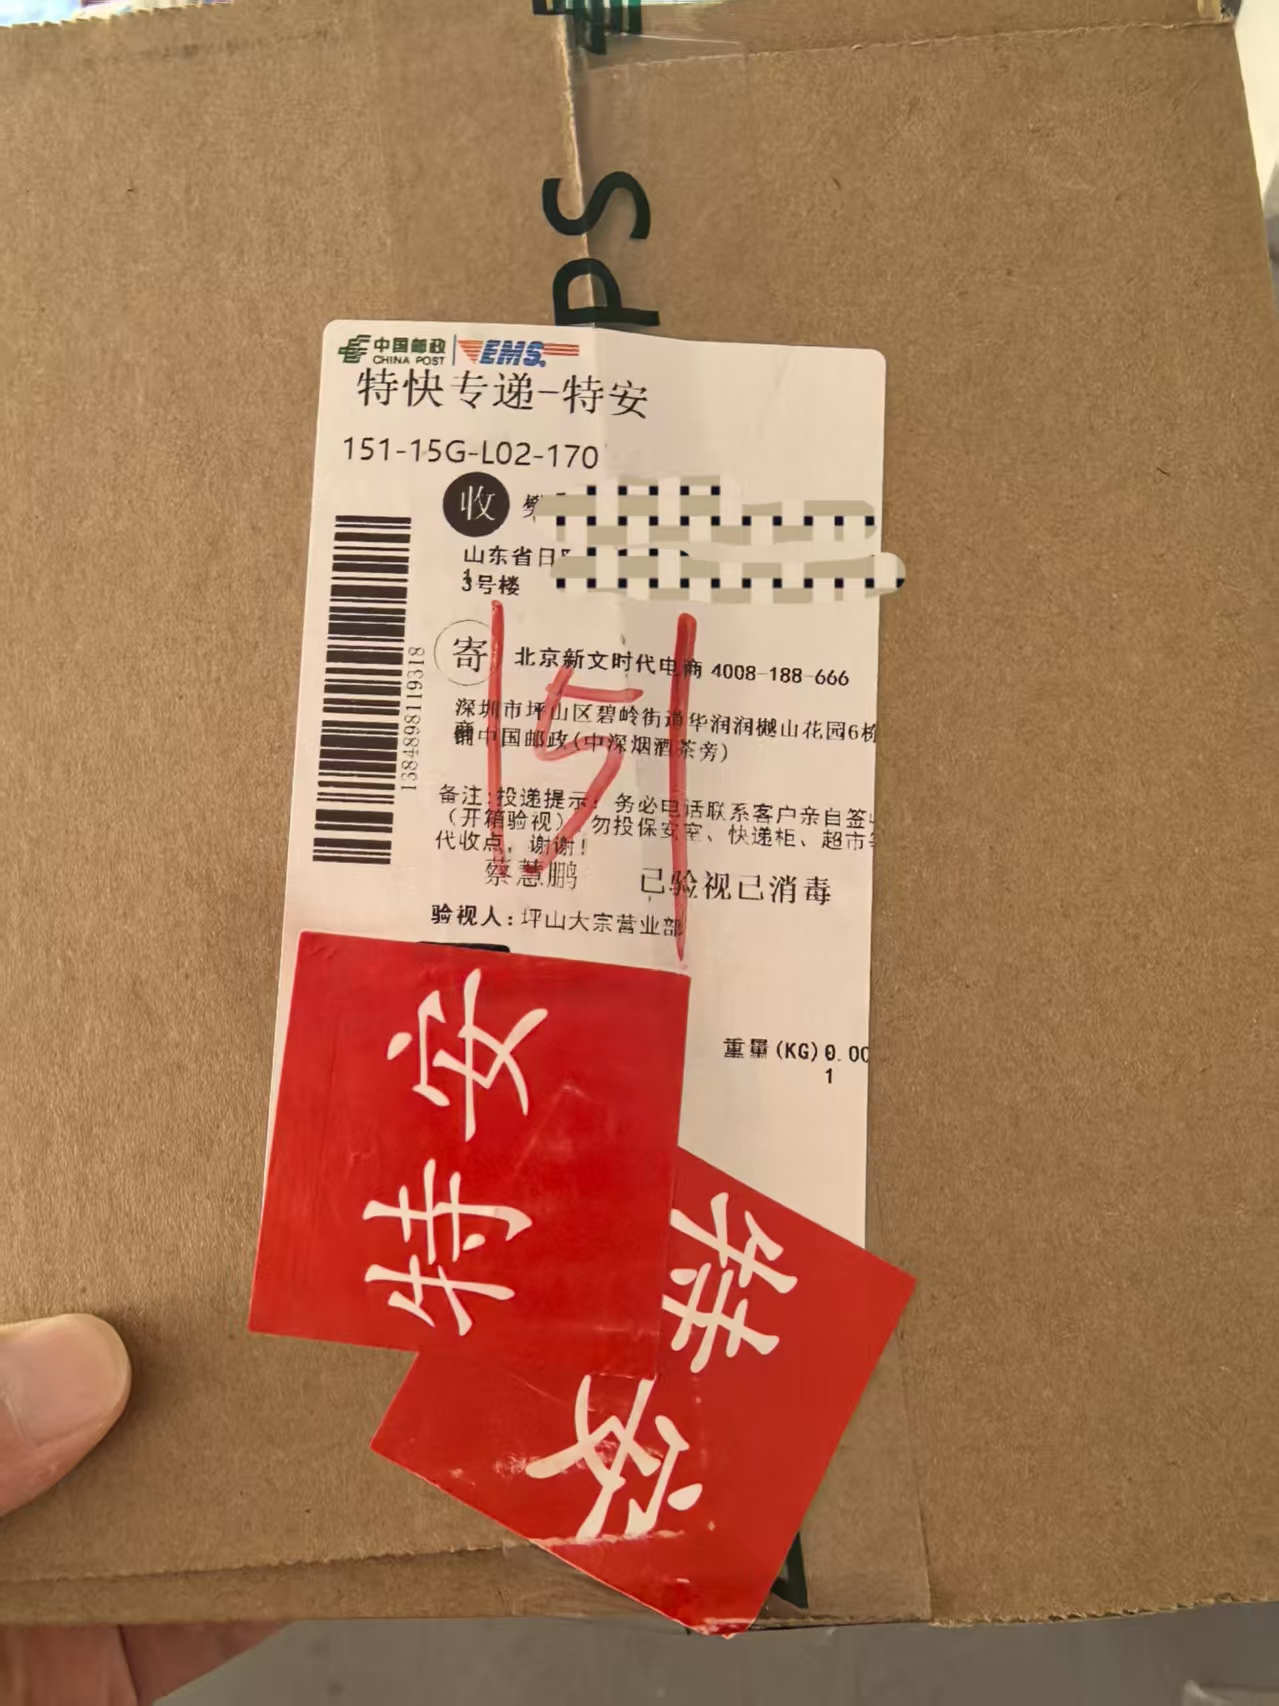 PS
中国邮政
CHINA POST
EMS
特快专递-特安
151-15G-L02-170
收
山东省日
3号楼
1384898119318
寄 北京新文时代电商 4008-188-666
深圳市坪山区碧岭街道华润润樾山花园6栋
商铺中国邮政(中深烟酒茶旁)
151
备注:投递提示:务必电话联系客户亲自签
(开箱验视),勿投保安室、快递柜、超市
代收点,谢谢!
蔡慧鹏 已验视已消毒
验视人:坪山大宗营业部
重量(KG)0.00
1
特安
特安